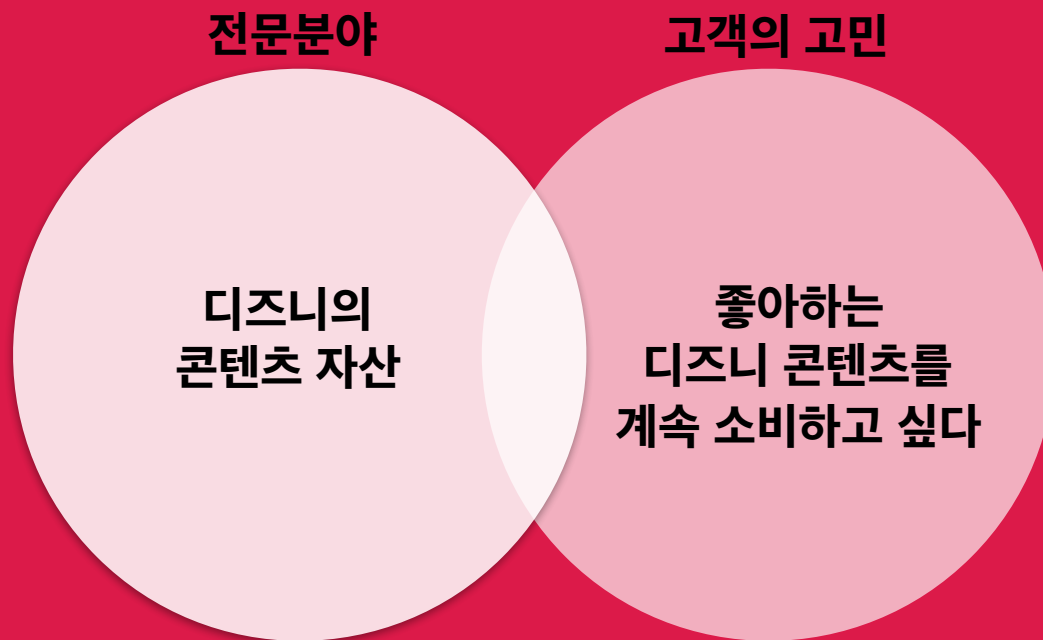 전문분야
고객의 고민
디즈니의
콘텐츠 자산
좋아하는
디즈니 콘텐츠를
계속 소비하고 싶다